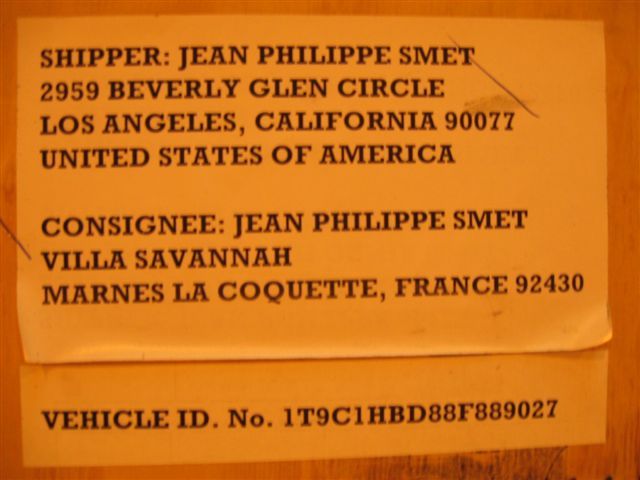 SHIPPER: JEAN PHILIPPE SMET
2959 BEVERLY GLEN CIRCLE
LOS ANGELES, CALIFORNIA 90077
UNITED STATES OF AMERICA
CONSIGNEE: JEAN PHILIPPE SMET
VILLA SAVANNAH
MARNES LA COQUETTE, FRANCE 92430
VEHICLE ID. No. 1T9C1HBD88F889027